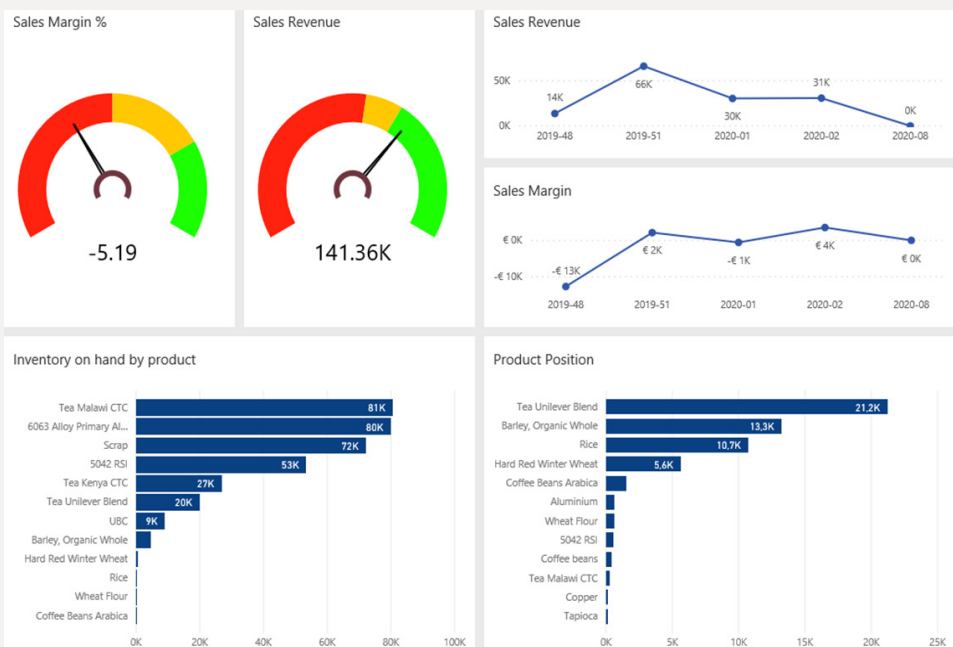 Sales Margin %
-5.19
Sales Revenue
141.36K
Sales Revenue
50K
0K
14K
66K
30K
31K
0K
2019-48
2019-51
2020-01
2020-02
2020-08
Sales Margin
€ 0K
-€ 10K
-€ 13K
€ 2K
-€ 1K
€ 4K
€ 0K
2019-48
2019-51
2020-01
2020-02
2020-08
Inventory on hand by product
Tea Malawi CTC 81K
6063 Alloy Primary Al... 80K
Scrap 72K
5042 RSI 53K
Tea Kenya CTC 27K
Tea Unilever Blend 20K
UBC 9K
Barley, Organic Whole
Hard Red Winter Wheat
Rice
Wheat Flour
Coffee Beans Arabica
0K 20K 40K 60K 80K 100K
Product Position
Tea Unilever Blend 21,2K
Barley, Organic Whole 13,3K
Rice 10,7K
Hard Red Winter Wheat 5,6K
Coffee Beans Arabica
Aluminium
Wheat Flour
5042 RSI
Coffee beans
Tea Malawi CTC
Copper
Tapioca
0K 5K 10K 15K 20K 25K